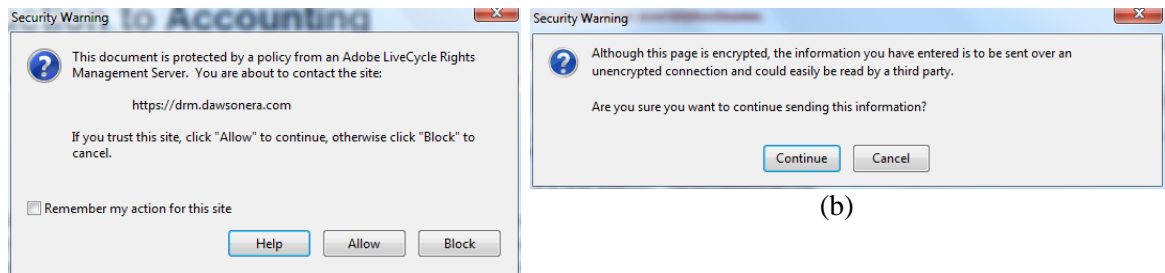 Security Warning
This document is protected by a policy from an Adobe LiveCycle Rights
Management Server. You are about to contact the site:
https://drm.dawsonera.com
If you trust this site, click "Allow" to continue, otherwise click "Block" to
cancel.
Remember my action for this site
Help Allow Block
Security Warning
Although this page is encrypted, the information you have entered is to be sent over an
unencrypted connection and could easily be read by a third party.
Are you sure you want to continue sending this information?
Continue Cancel
(b)